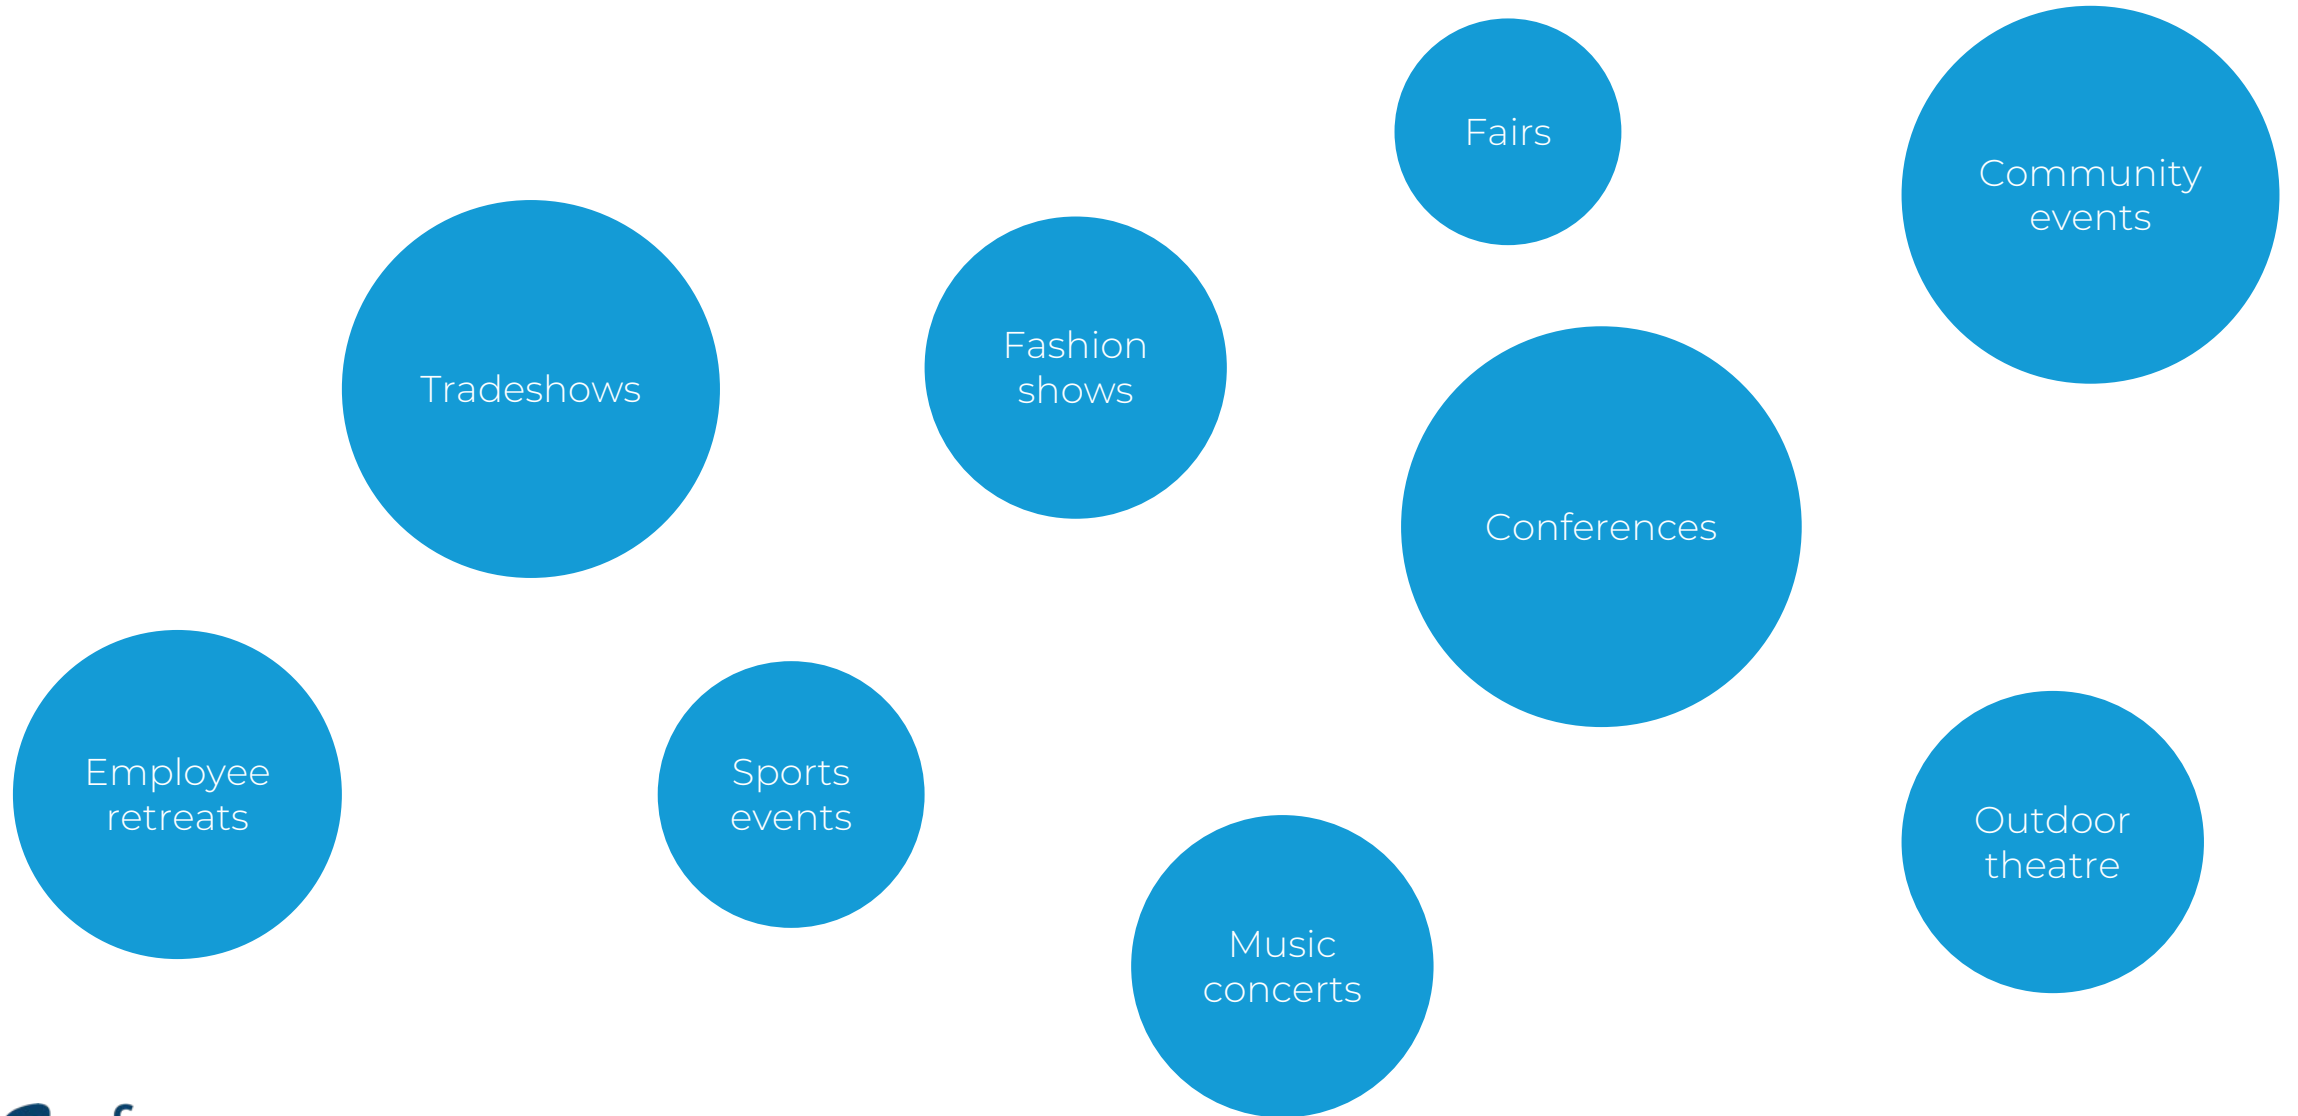 Fairs
Community
events
Fashion
shows
Tradeshows
Conferences
Employee
retreats
Sports
events
Outdoor
theatre
Music
concerts